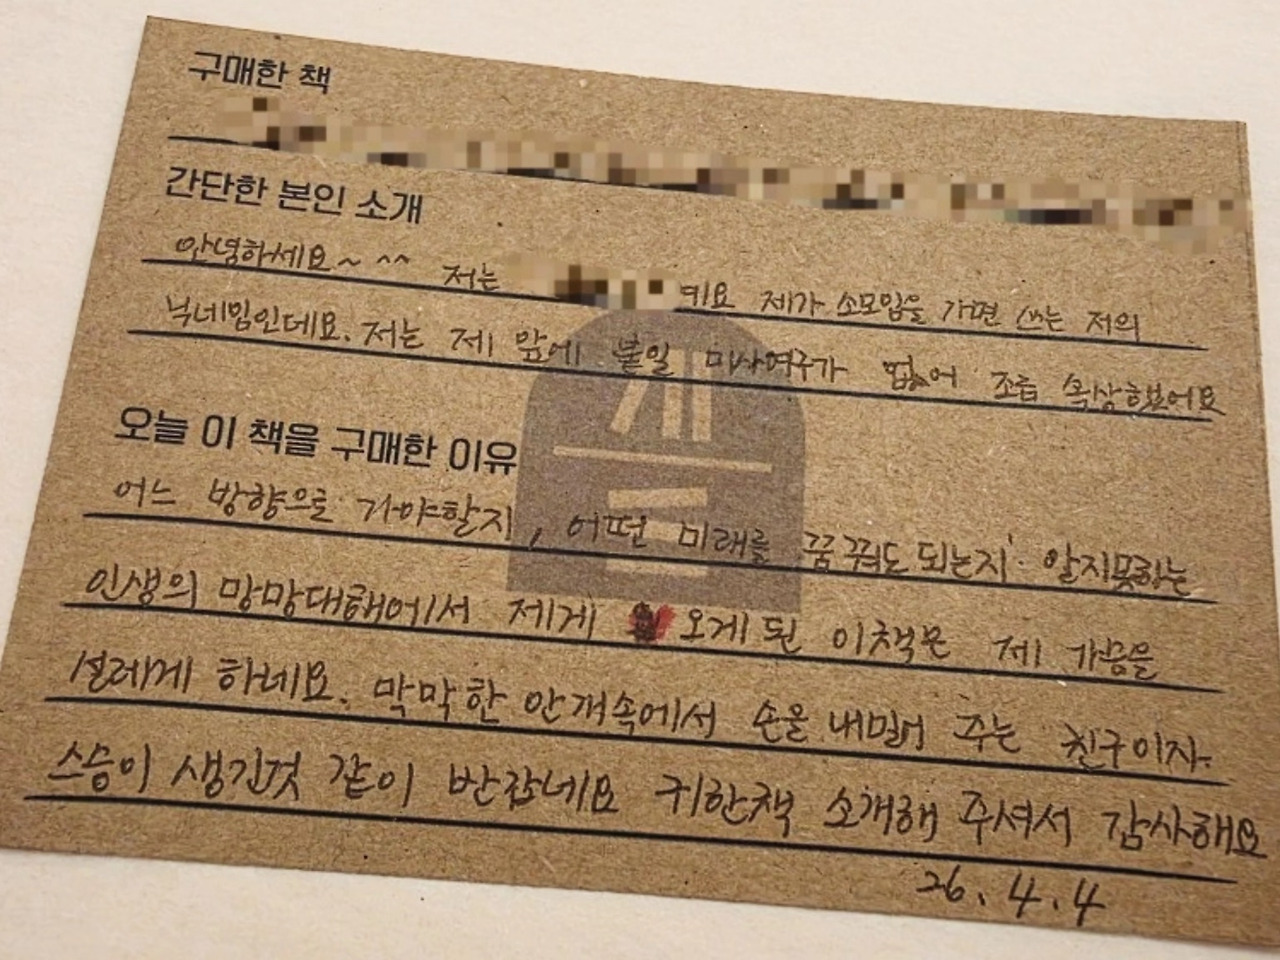 구매한 책
간단한 본인 소개
안녕하세요~ ^^ 저는 예요 제가 소모임을 가면 쓰는 저의
닉네임인데요. 저는 제 앞에 붙일 미사여구가 없어 조금 속상했어요
오늘 이 책을 구매한 이유
어느 방향으로 가야할지, 어떤 미래를 꿈꿔도 되는지 알지못하는
인생의 망망대해에서 제게 오게 된 이책은 제 가슴을
설레게 하네요. 막막한 안개속에서 손을 내밀어 주는 친구이자
스승이 생긴것 같이 반갑네요 귀한책 소개해 주셔서 감사해요
26. 4. 4